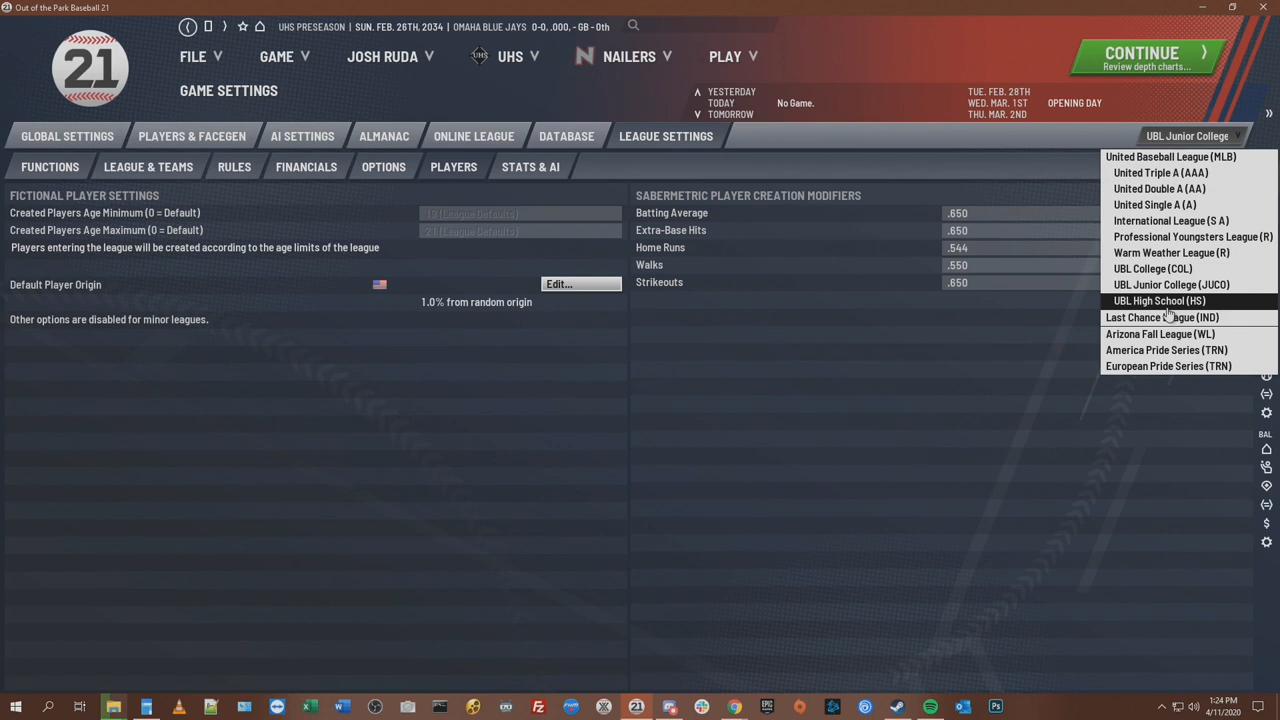 Out of the Park Baseball 21
UHS PRESEASON | SUN. FEB. 26TH, 2034 | OMAHA BLUE JAYS 0-0, .000, - GB - 0th
21
FILE GAME JOSH RUDA UHS NAILERS PLAY
CONTINUE
Review depth charts...
GAME SETTINGS
YESTERDAY TUE. FEB. 28TH
TODAY No Game. WED. MAR. 1ST OPENING DAY
TOMORROW THU. MAR. 2ND
GLOBAL SETTINGS PLAYERS & FACEGEN AI SETTINGS ALMANAC ONLINE LEAGUE DATABASE LEAGUE SETTINGS UBL Junior College
FUNCTIONS LEAGUE & TEAMS RULES FINANCIALS OPTIONS PLAYERS STATS & AI
FICTIONAL PLAYER SETTINGS
Created Players Age Minimum (0 = Default)
Created Players Age Maximum (0 = Default) 21 (League Defaults)
Players entering the league will be created according to the age limits of the league
Default Player Origin Edit...
1.0% from random origin
Other options are disabled for minor leagues.
SABERMETRIC PLAYER CREATION MODIFIERS
Batting Average .650
Extra-Base Hits .650
Home Runs .544
Walks .550
Strikeouts .650
United Baseball League (MLB)
United Triple A (AAA)
United Double A (AA)
United Single A (A)
International League (S A)
Professional Youngsters League (R)
Warm Weather League (R)
UBL College (COL)
UBL Junior College (JUCO)
UBL High School (HS)
Last Chance League (IND)
Arizona Fall League (WL)
America Pride Series (TRN)
European Pride Series (TRN)
BAL
1:24 PM
4/11/2020